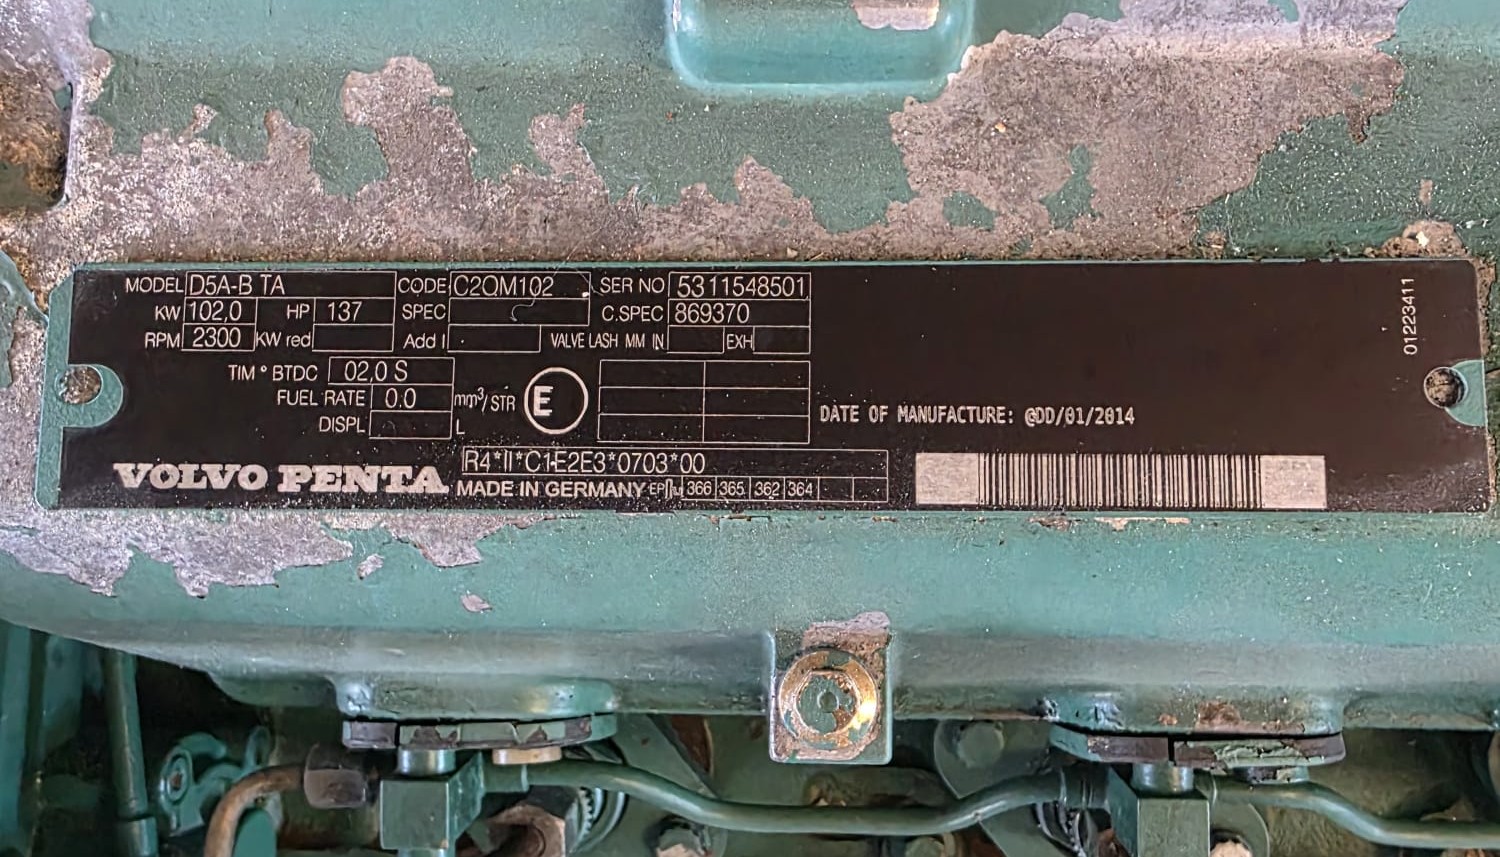 MODEL D5A-B TA CODE C2QM102 SER NO 5311548501
KW 102,0 HP 137 SPEC C.SPEC 869370
RPM 2300 KW red Add I VALVE LASH MM IN EXH
TIM ° BTDC 02,0 S
FUEL RATE 0.0 mm³/STR E
DISPL L
DATE OF MANUFACTURE: @DD/01/2014
R4*II*C1-E2E3*0703*00
VOLVO PENTA MADE IN GERMANY 366 365 362 364
01223411